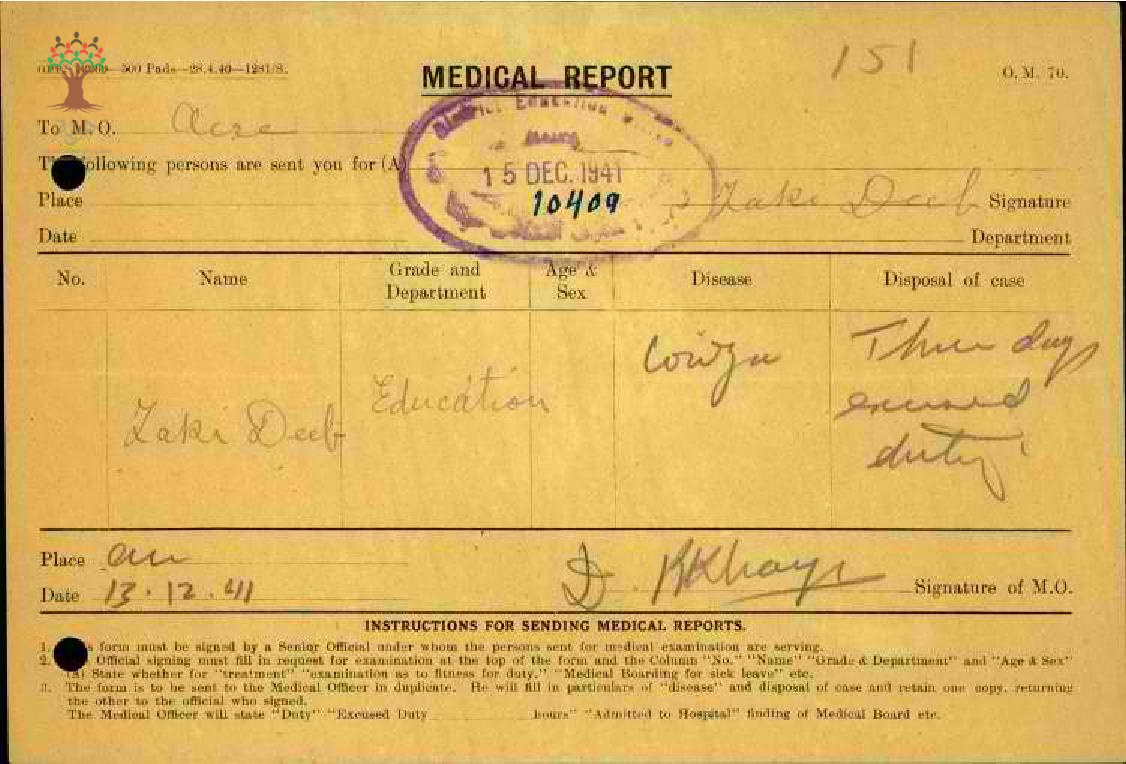 500 Pads—28.4.40—1281/8.
151
MEDICAL REPORT
O. M. 70.
To M. O. Acre
following persons are sent you for (A)
District Education
15 DEC. 1941
10409
Place
Zaki Deeb Signature
Date
Department
No. Name Grade and Department Age & Sex Disease Disposal of case
Zaki Deeb Education Coryza Three days
excused
duty
Place
Date 13.12.41
D. Signature of M.O.
INSTRUCTIONS FOR SENDING MEDICAL REPORTS.
1. s form must be signed by a Senior Official under whom the persons sent for medical examination are serving.
2. Official signing must fill in request for examination at the top of the form and the Column "No." "Name" "Grade & Department" and "Age & Sex"
(A) State whether for "treatment" "examination as to fitness for duty." "Medical Boarding for sick leave" etc.
3. The form is to be sent to the Medical Officer in duplicate. He will fill in particulars of "disease" and disposal of case and retain one copy, returning
the other to the official who signed.
The Medical Officer will state "Duty" "Excused Duty hours" "Admitted to Hospital" finding of Medical Board etc.